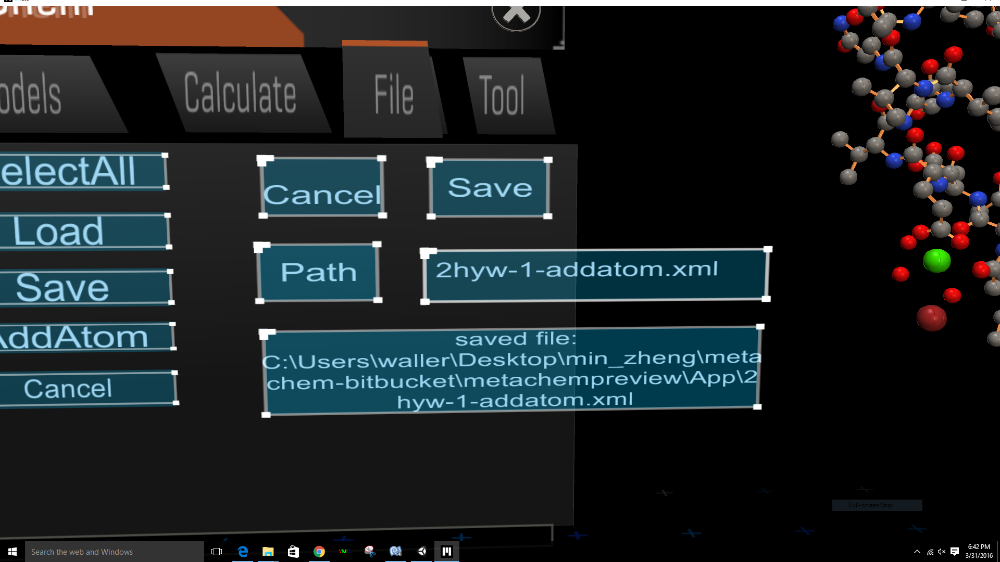 odels Calculate File Tool
electAll
Cancel Save
Load
Path 2hyw-1-addatom.xml
Save
AddAtom
saved file:
C:\Users\waller\Desktop\min_zheng\meta
chem-bitbucket\metachempreview\App\2
hyw-1-addatom.xml
Cancel
Full-screen Snip
Search the web and Windows
VMD
6:42 PM
3/31/2016